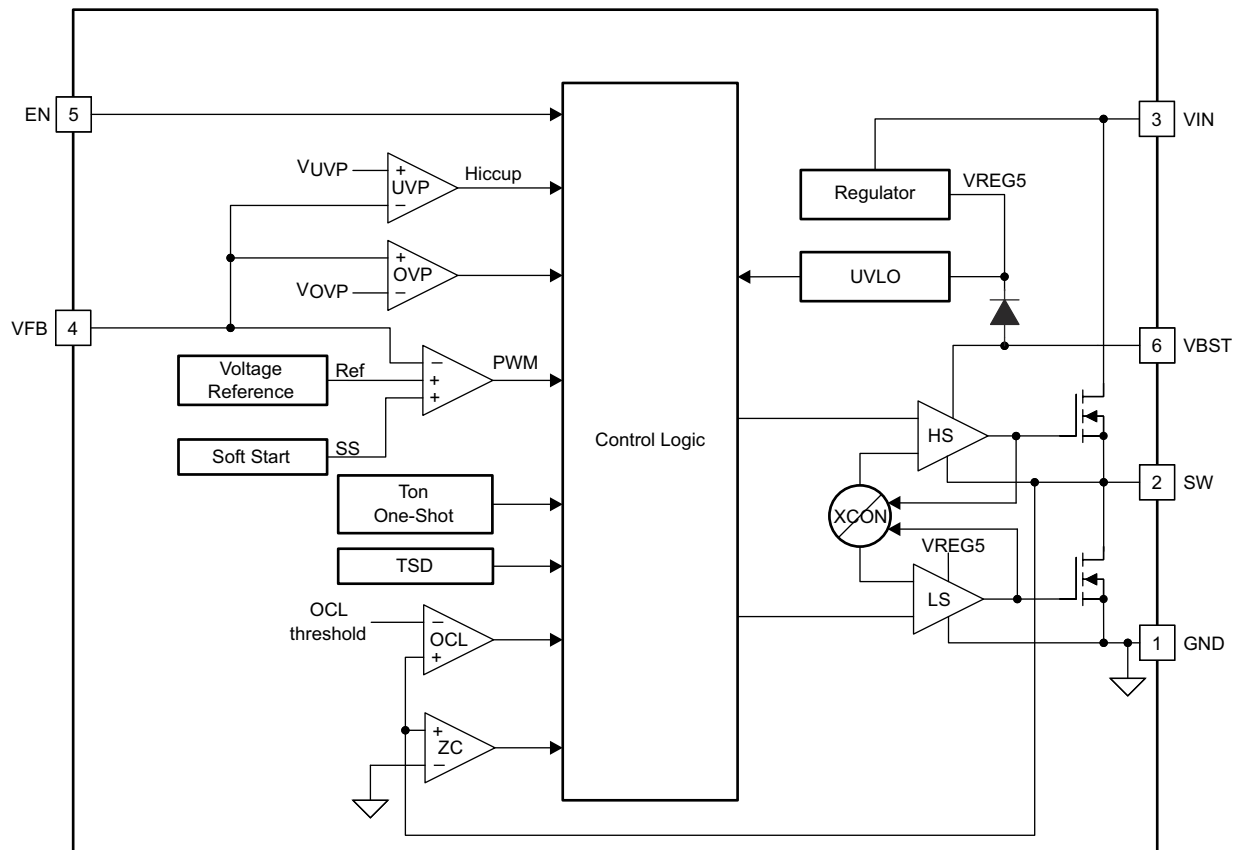 EN
5
3
VIN
VUVP
+
UVP
−
Hiccup
Regulator
VREG5
+
OVP
−
VOVP
UVLO
VFB
4
6
VBST
Voltage
Reference
Ref
−
+
+
PWM
Soft Start
SS
Control Logic
HS
2
SW
Ton
One-Shot
XCON
TSD
VREG5
LS
OCL
threshold
−
OCL
+
1
GND
+
ZC
−